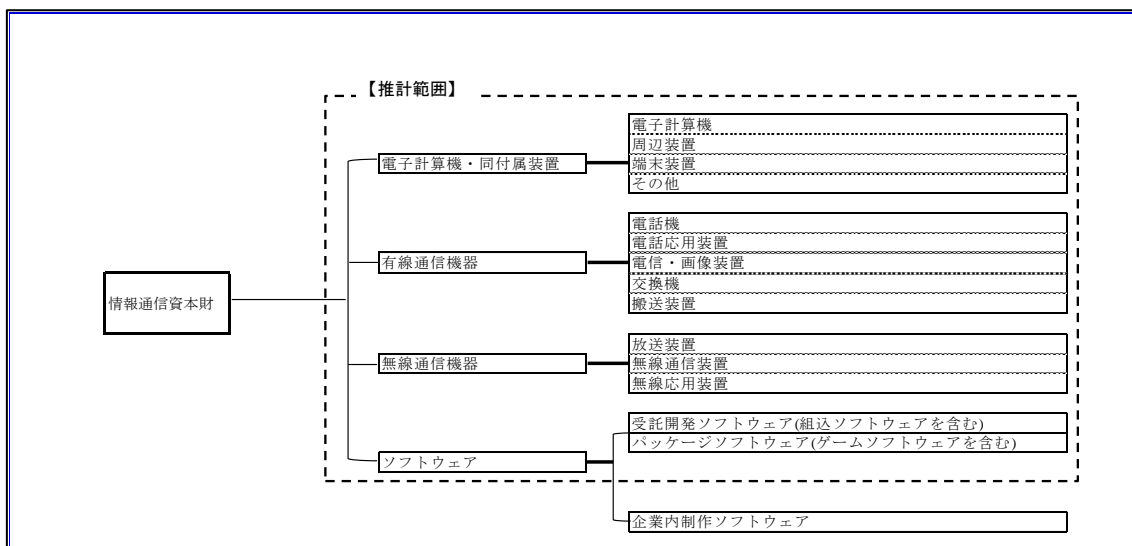 【推計範囲】
電子計算機
周辺装置
電子計算機・同付属装置
端末装置
その他
電話機
電話応用装置
有線通信機器
電信・画像装置
交換機
情報通信資本財
搬送装置
放送装置
無線通信機器
無線通信装置
無線応用装置
受託開発ソフトウェア(組込ソフトウェアを含む)
パッケージソフトウェア(ゲームソフトウェアを含む)
ソフトウェア
企業内制作ソフトウェア